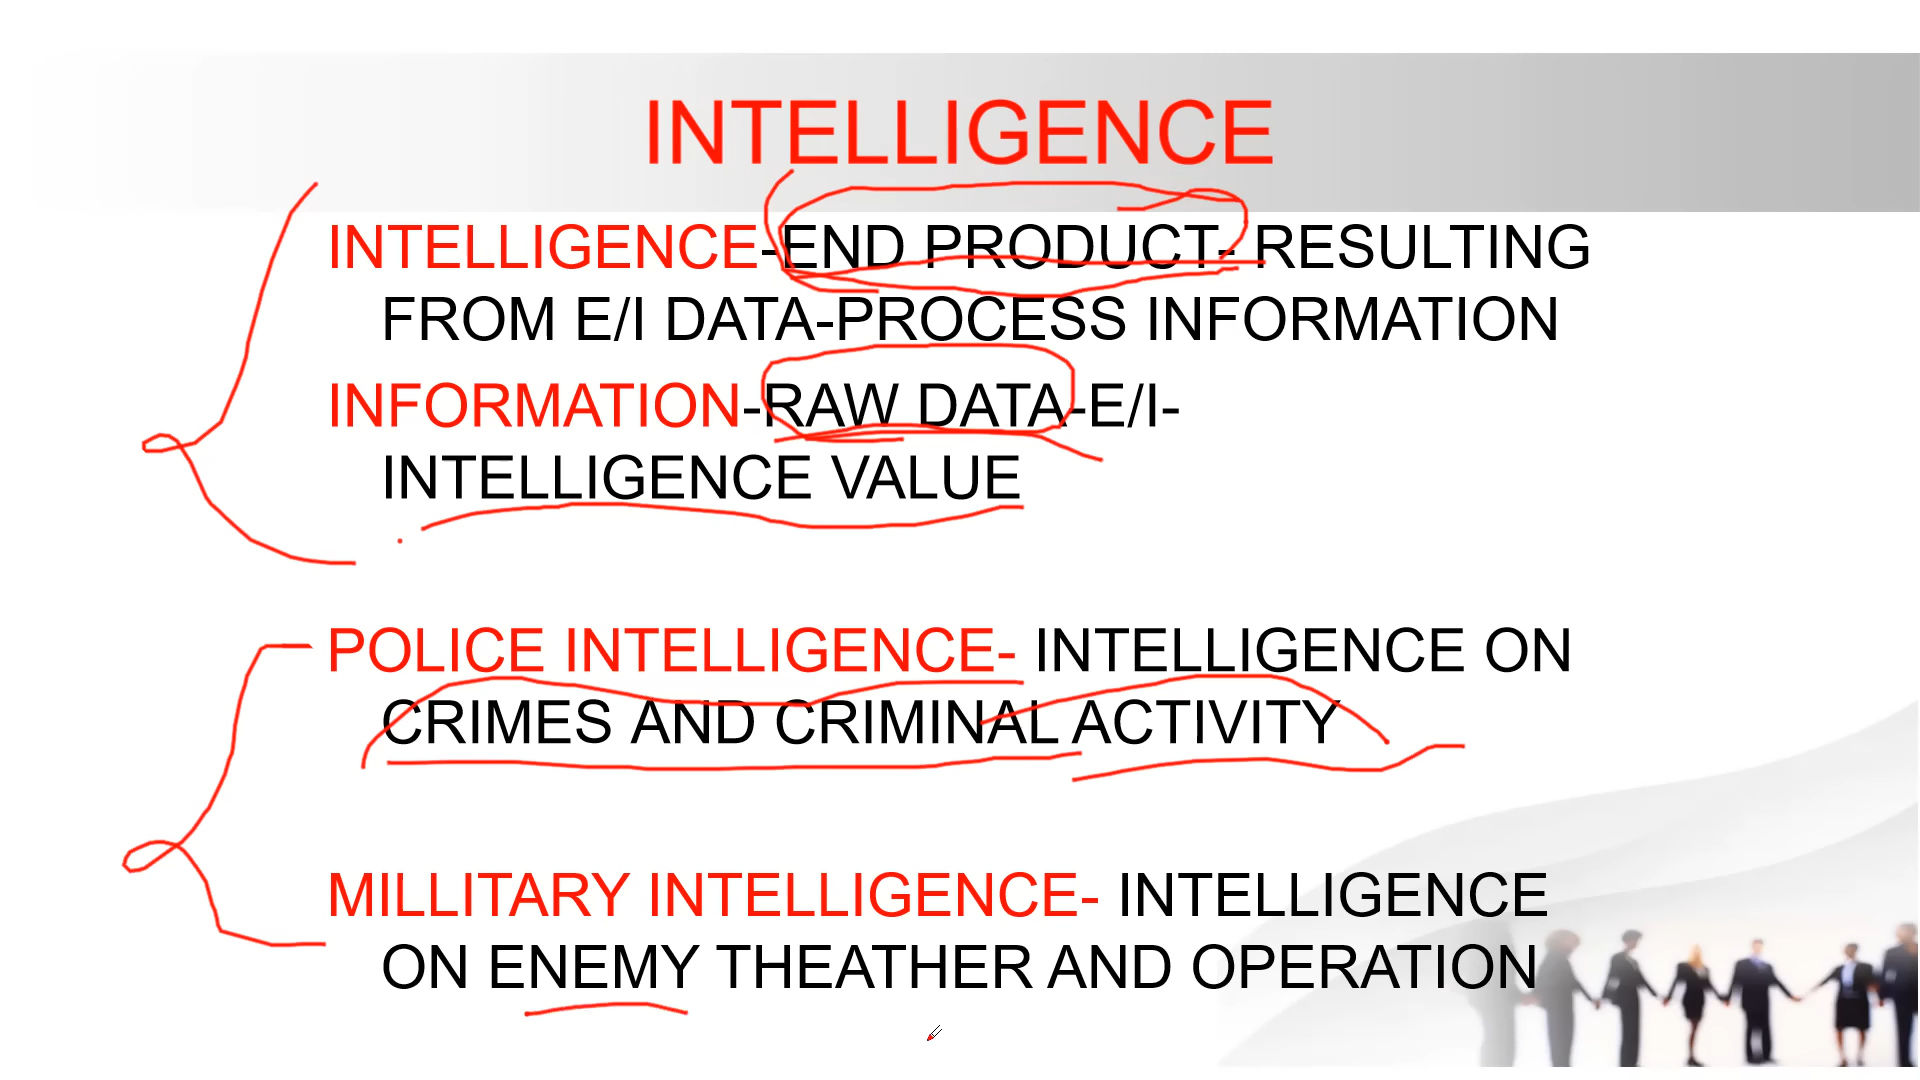 INTELLIGENCE
INTELLIGENCE-END PRODUCT- RESULTING
FROM E/I DATA-PROCESS INFORMATION
INFORMATION-RAW DATA-E/I-
INTELLIGENCE VALUE
POLICE INTELLIGENCE- INTELLIGENCE ON
CRIMES AND CRIMINAL ACTIVITY
MILLITARY INTELLIGENCE- INTELLIGENCE
ON ENEMY THEATHER AND OPERATION